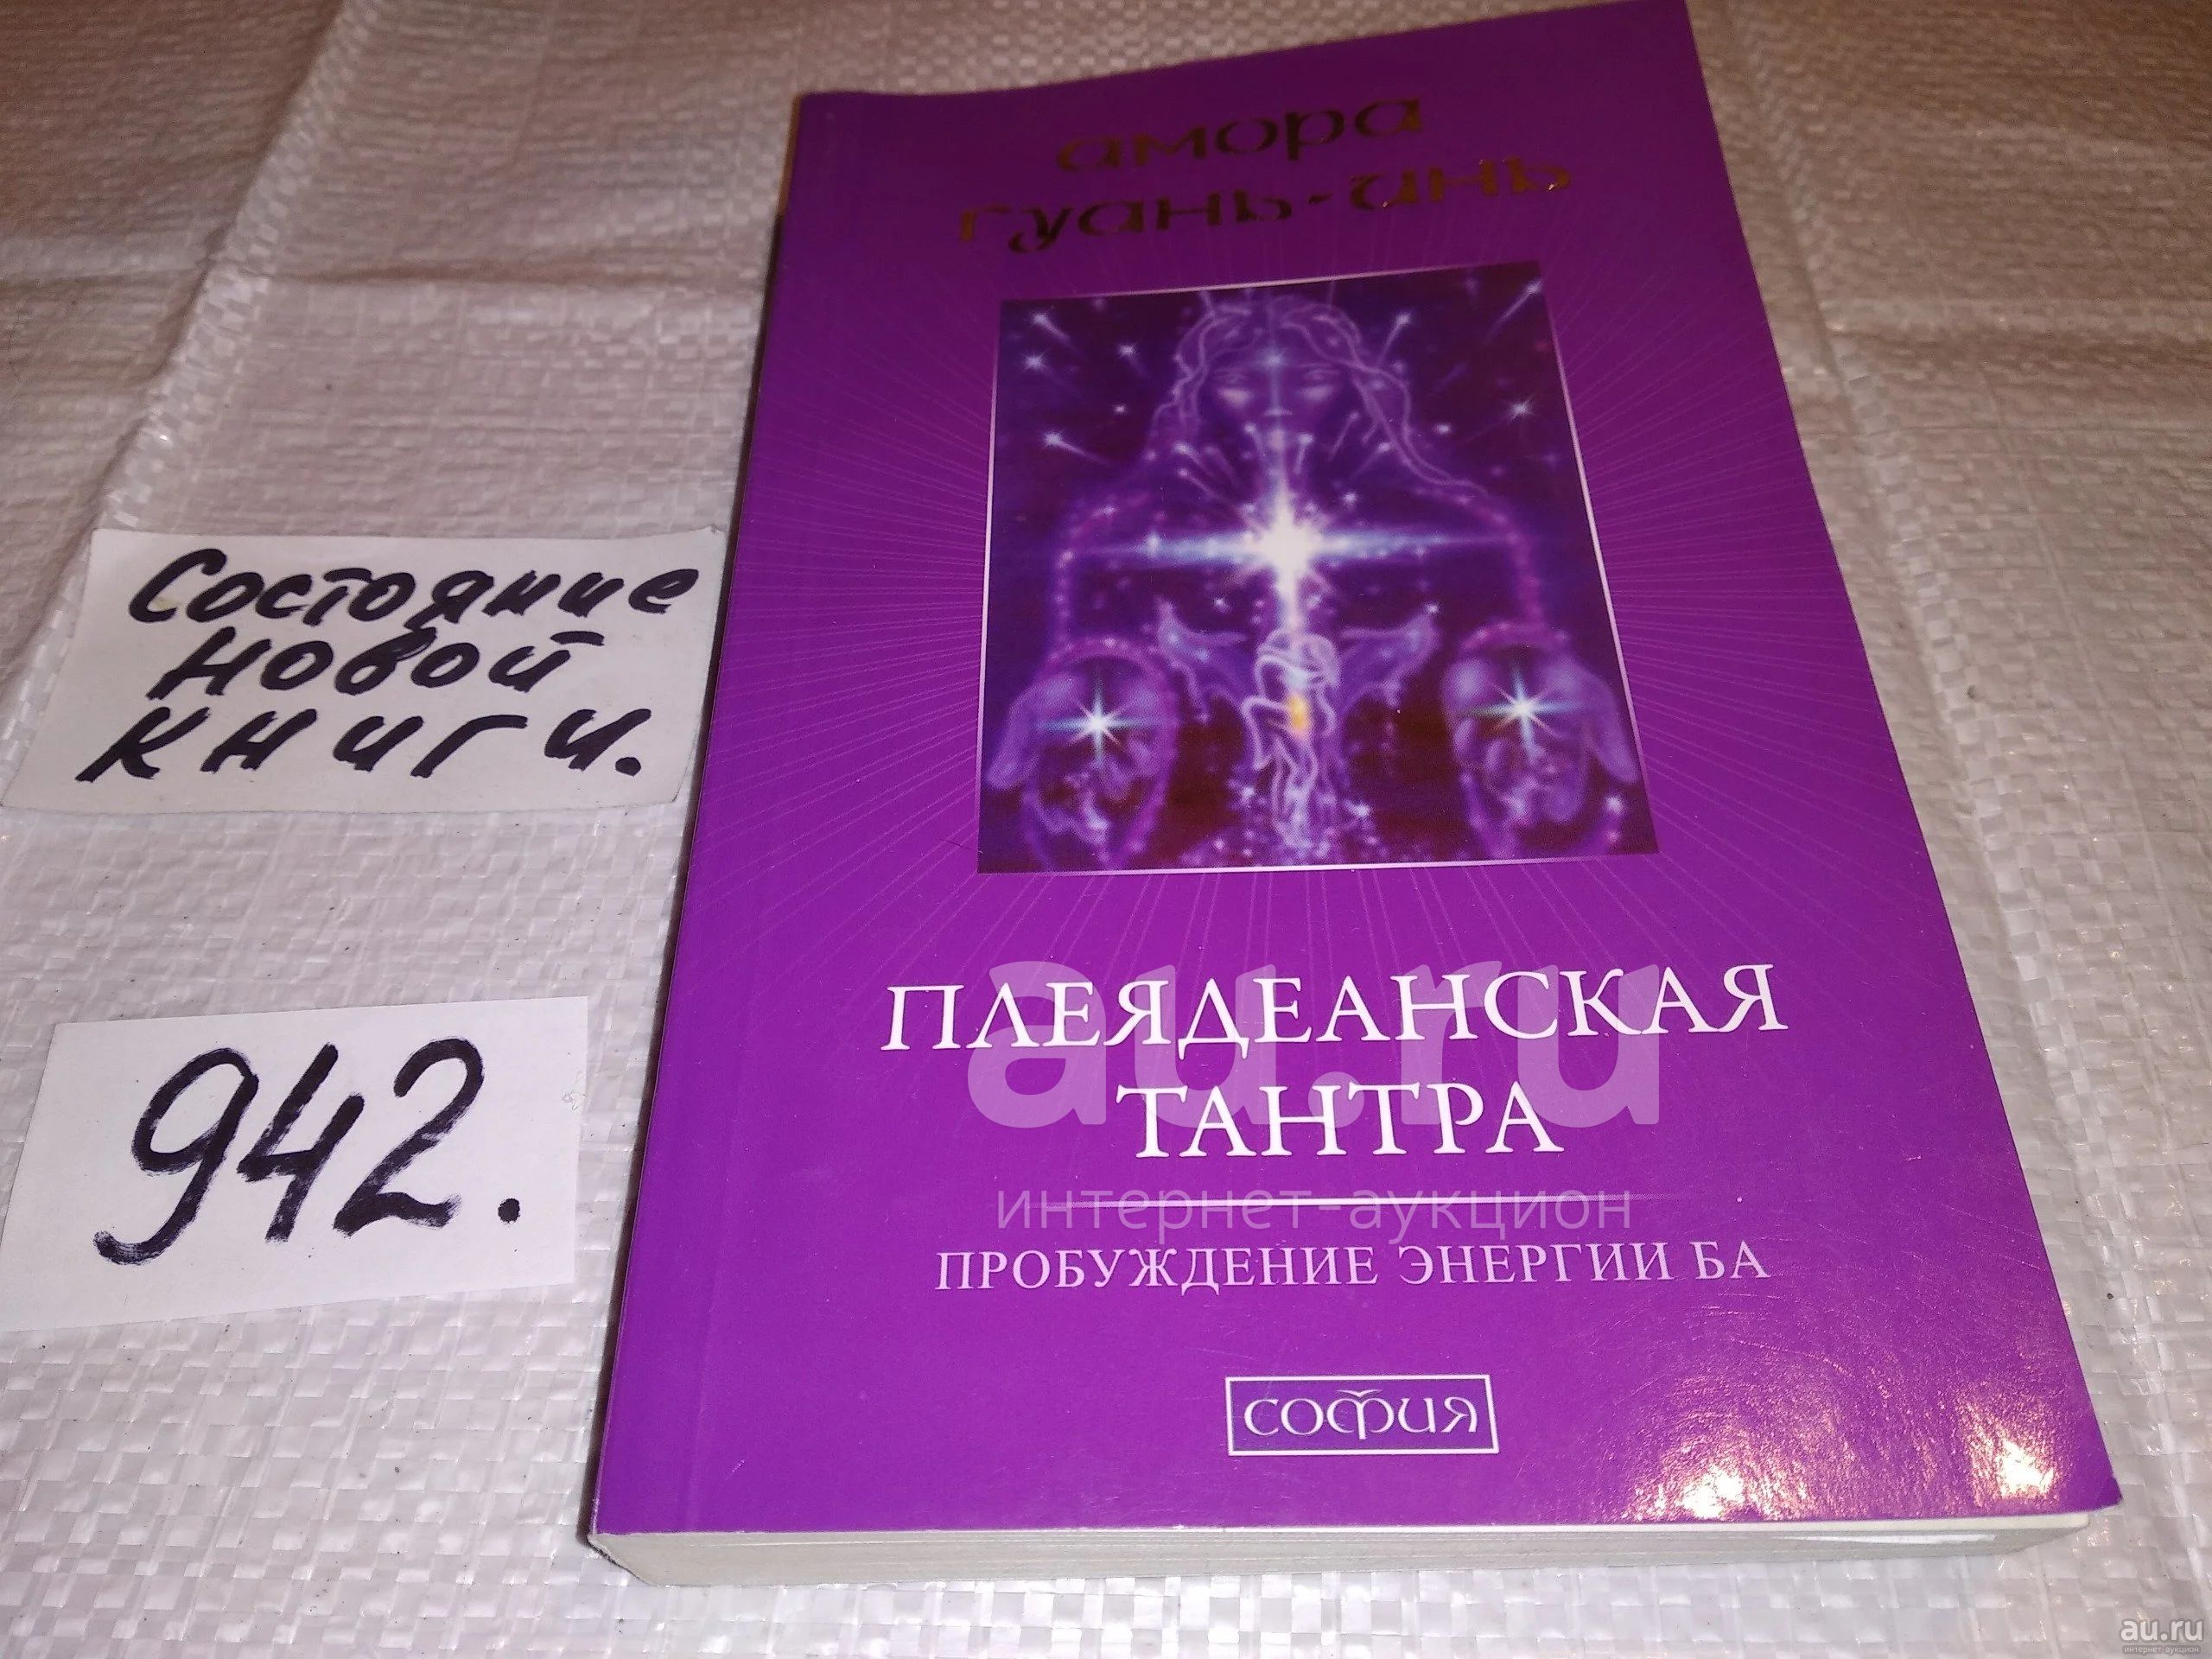 амора
гуань-инь
Состояние
новой
книги.
942.
ПЛЕЯДЕАНСКАЯ
ТАНТРА
au.ru
интернет-аукцион
ПРОБУЖДЕНИЕ ЭНЕРГИИ БА
софия
au.ru
интернет-аукцион